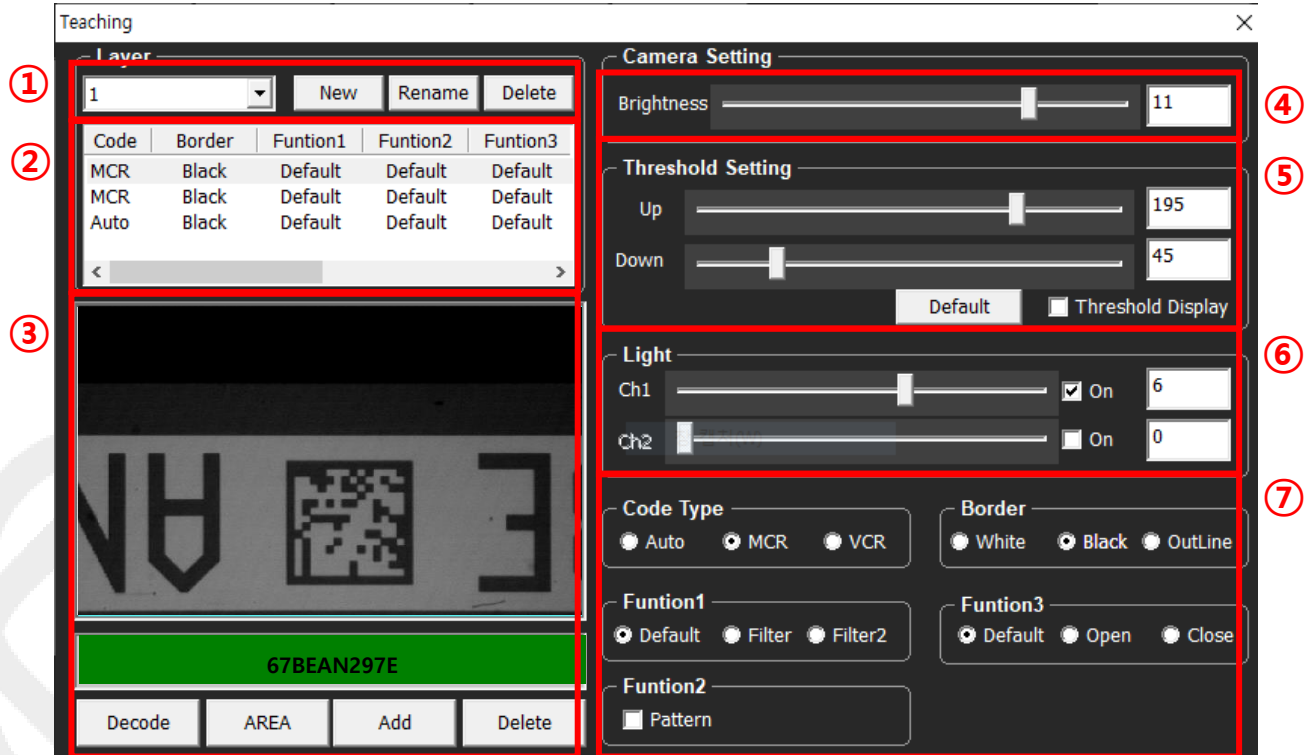 Teaching
Layer
① 1 New Rename Delete
② Code Border Funtion1 Funtion2 Funtion3
MCR Black Default Default Default
MCR Black Default Default Default
Auto Black Default Default Default
③
67BEAN297E
Decode AREA Add Delete
Camera Setting
Brightness 11 ④
Threshold Setting ⑤
Up 195
Down 45
Default Threshold Display
Light ⑥
Ch1 On 6
Ch2 On 0
⑦
Code Type
Auto MCR VCR
Border
White Black OutLine
Funtion1
Default Filter Filter2
Funtion3
Default Open Close
Funtion2
Pattern